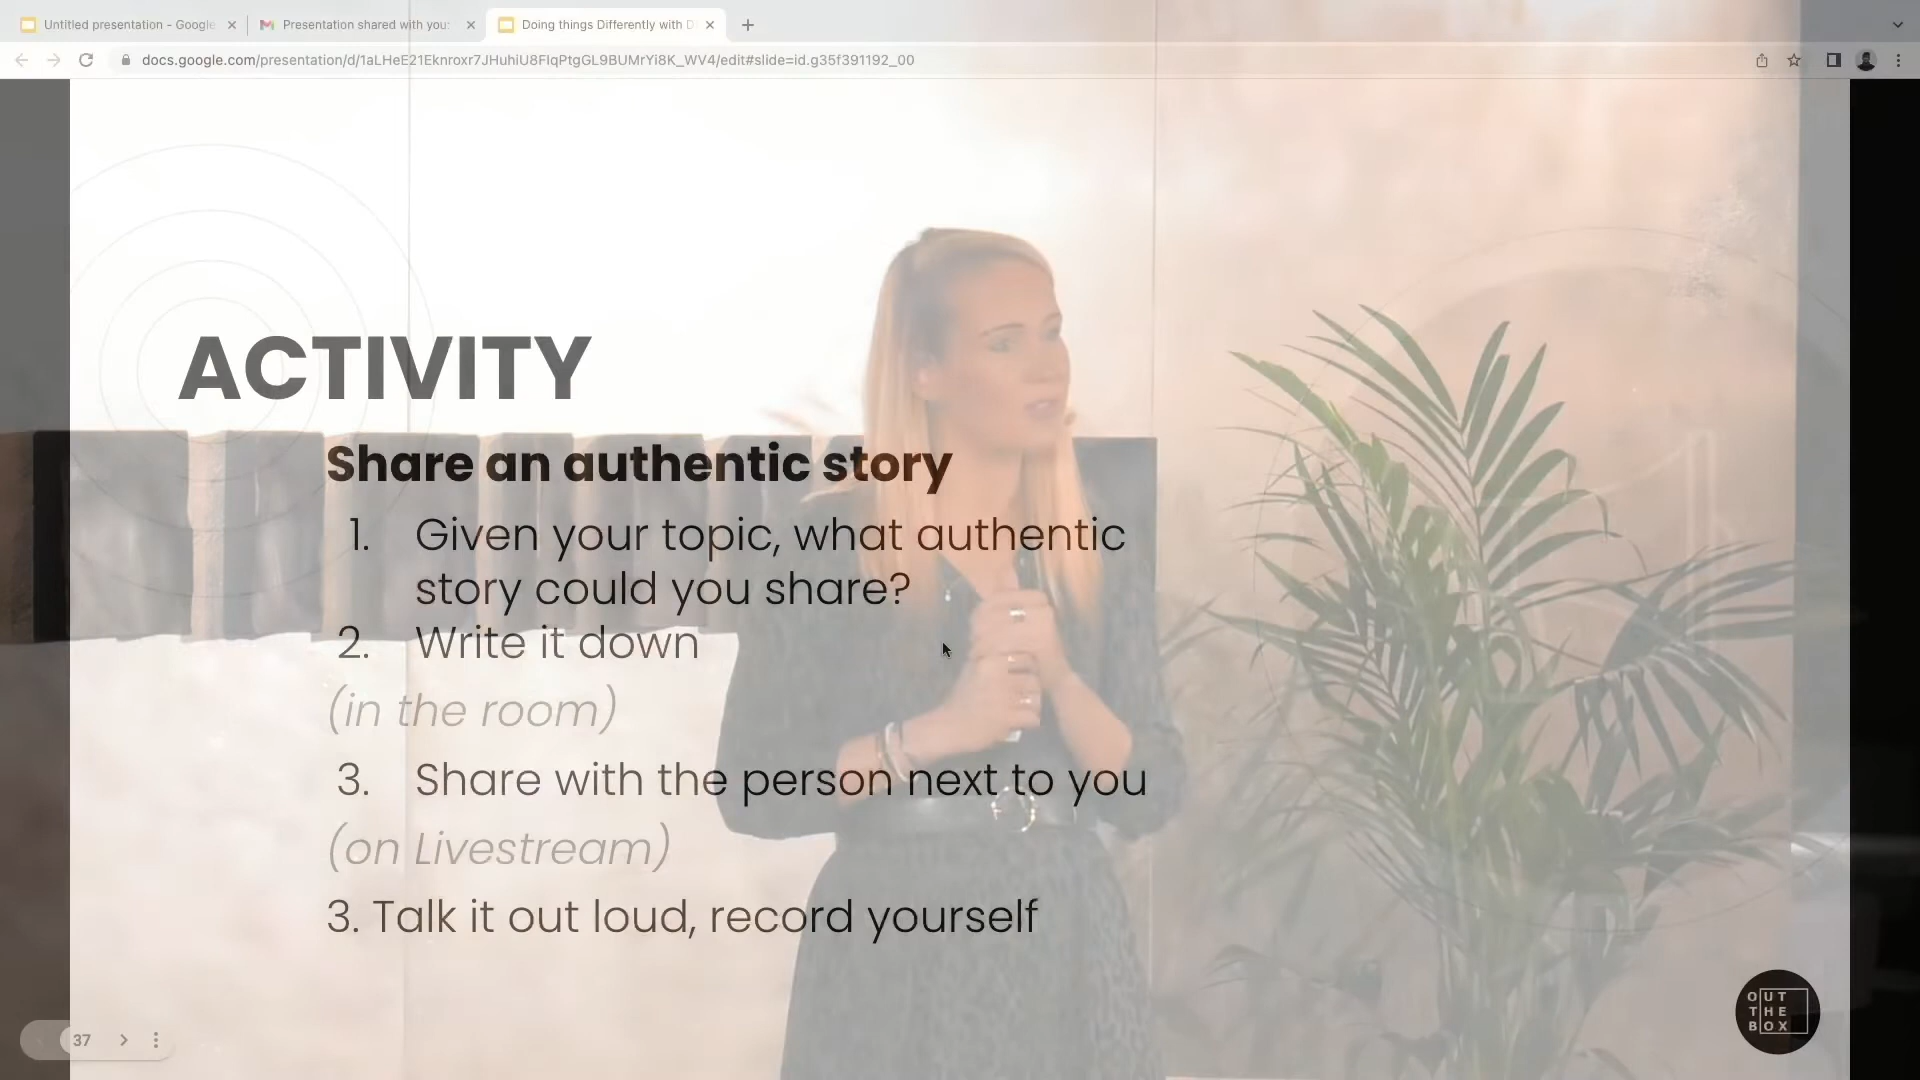 Untitled presentation - Google
Presentation shared with you:
Doing things Differently with D
docs.google.com/presentation/d/1aLHeE21Eknroxr7JHuhiU8FIqPtgGL9BUMrYi8K_WV4/edit#slide=id.g35f391192_00
ACTIVITY
Share an authentic story
1. Given your topic, what authentic
story could you share?
2. Write it down
(in the room)
3. Share with the person next to you
(on Livestream)
3. Talk it out loud, record yourself
37
OUT
THE
BOX